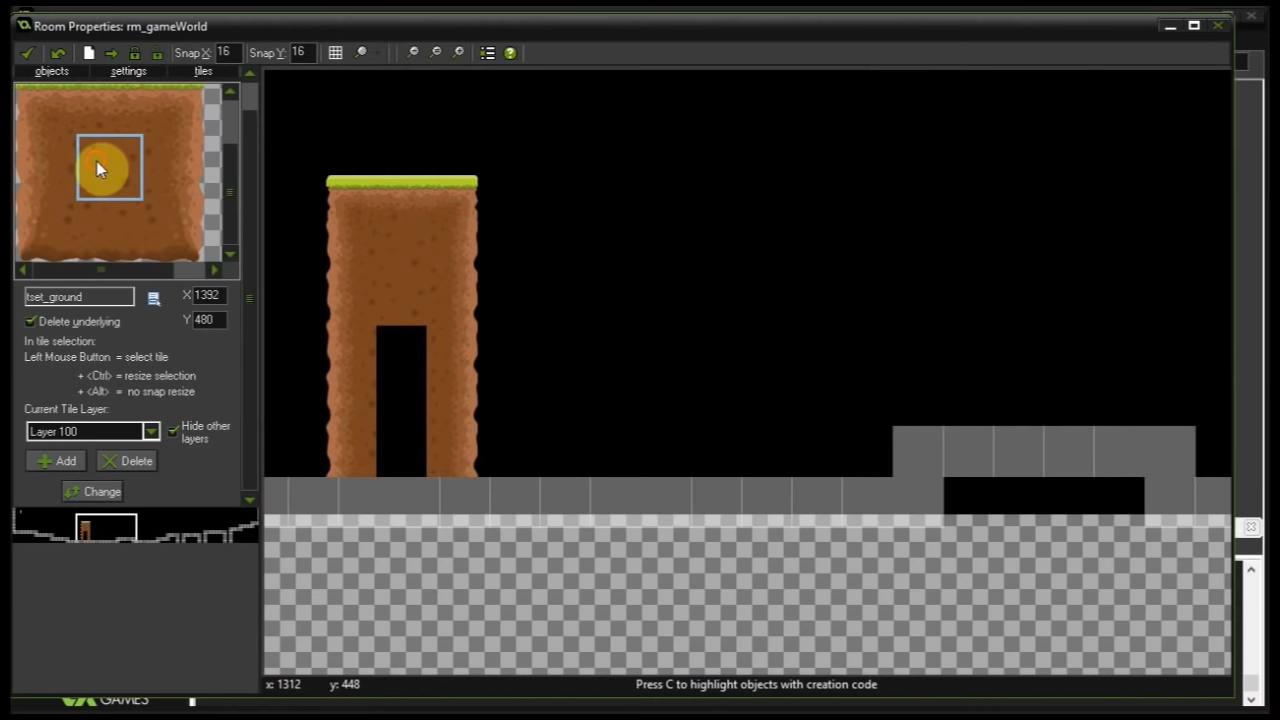 Room Properties: rm_gameWorld
Snap X: 16 Snap Y: 16
objects settings tiles
tset_ground X 1392
Delete underlying Y 480
In tile selection:
Left Mouse Button = select tile
+ <Ctrl> = resize selection
+ <Alt> = no snap resize
Current Tile Layer:
Layer 100 Hide other layers
Add Delete
Change
x: 1312 y: 448 Press C to highlight objects with creation code
GAMES